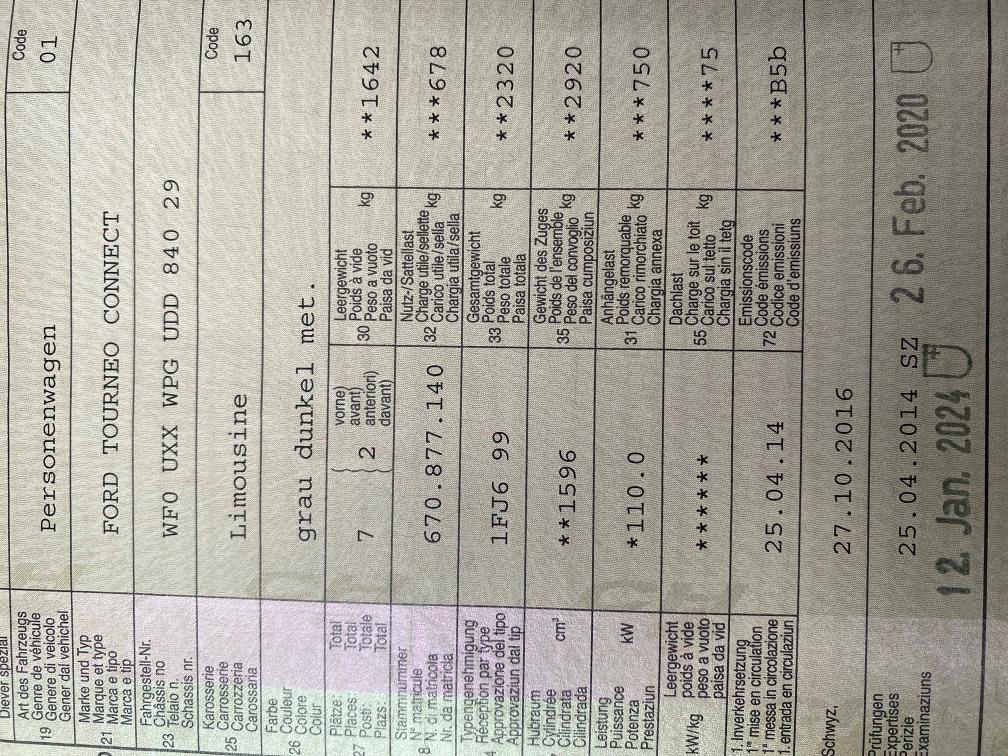 Art des Fahrzeugs
Genre de véhicule
19 Genere di veicolo
Gener dal vehichel
Personenwagen
Code
01
Marke und Typ
21 Marque et type
Marca e tipo
Marca e tip
FORD TOURNEO CONNECT
Fahrgestell-Nr.
23 Châssis no
Telaio n.
Schassis nr.
WF0 UXX WPG UDD 840 29
Karosserie
25 Carrosserie
Carrozzeria
Carossaria
Limousine
Code
163
Farbe
26 Couleur
Colore
Colur
grau dunkel met.
Plätze: Total
27 Places: Total
Posti: Totale
Plazs: Total
7 2
vorne)
avant)
anteriori)
davant)
Leergewicht
30 Poids à vide kg
Peso a vuoto
Paisa da vid
**1642
Stammnummer
N° matricule
8 N. di matricola
Nr. da matricla
670.877.140
Nutz-/Sattellast
Charge utile/sellette
32 Carico utile/sella kg
Chargia utila/sella
***678
Typengenehmigung
Réception par type
4 Approvazione del tipo
Approvaziun dal tip
1FJ6 99
Gesamtgewicht
Poids total
33 Peso totale kg
Paisa totala
**2320
Hubraum
Cylindrée cm³
Cilindrata
Cilindrada
**1596
Gewicht des Zuges
Poids de l'ensemble
35 Peso del convoglio kg
Paisa cumposiziun
**2920
Leistung
Puissance kW
Potenza
Prestaziun
*110.0
Anhängelast
31 Poids remorquable kg
Carico rimorchiato
Chargia annexa
***750
Leergewicht
kW/kg poids à vide
peso a vuoto
paisa da vid
******
Dachlast
Charge sur le toit
55 Carico sul tetto kg
Chargia sin il tetg
****75
1. Inverkehrsetzung
1re mise en circulation
1a messa in circolazione
1. entrada en circulaziun
25.04.14
Emissionscode
Code émissions
72 Codice emissioni
Code d'emissiuns
***B5b
Schwyz,
27.10.2016
Prüfungen
Expertises
Perizie
Examinaziuns
25.04.2014 SZ
26. Feb. 2020
12. Jan. 2024